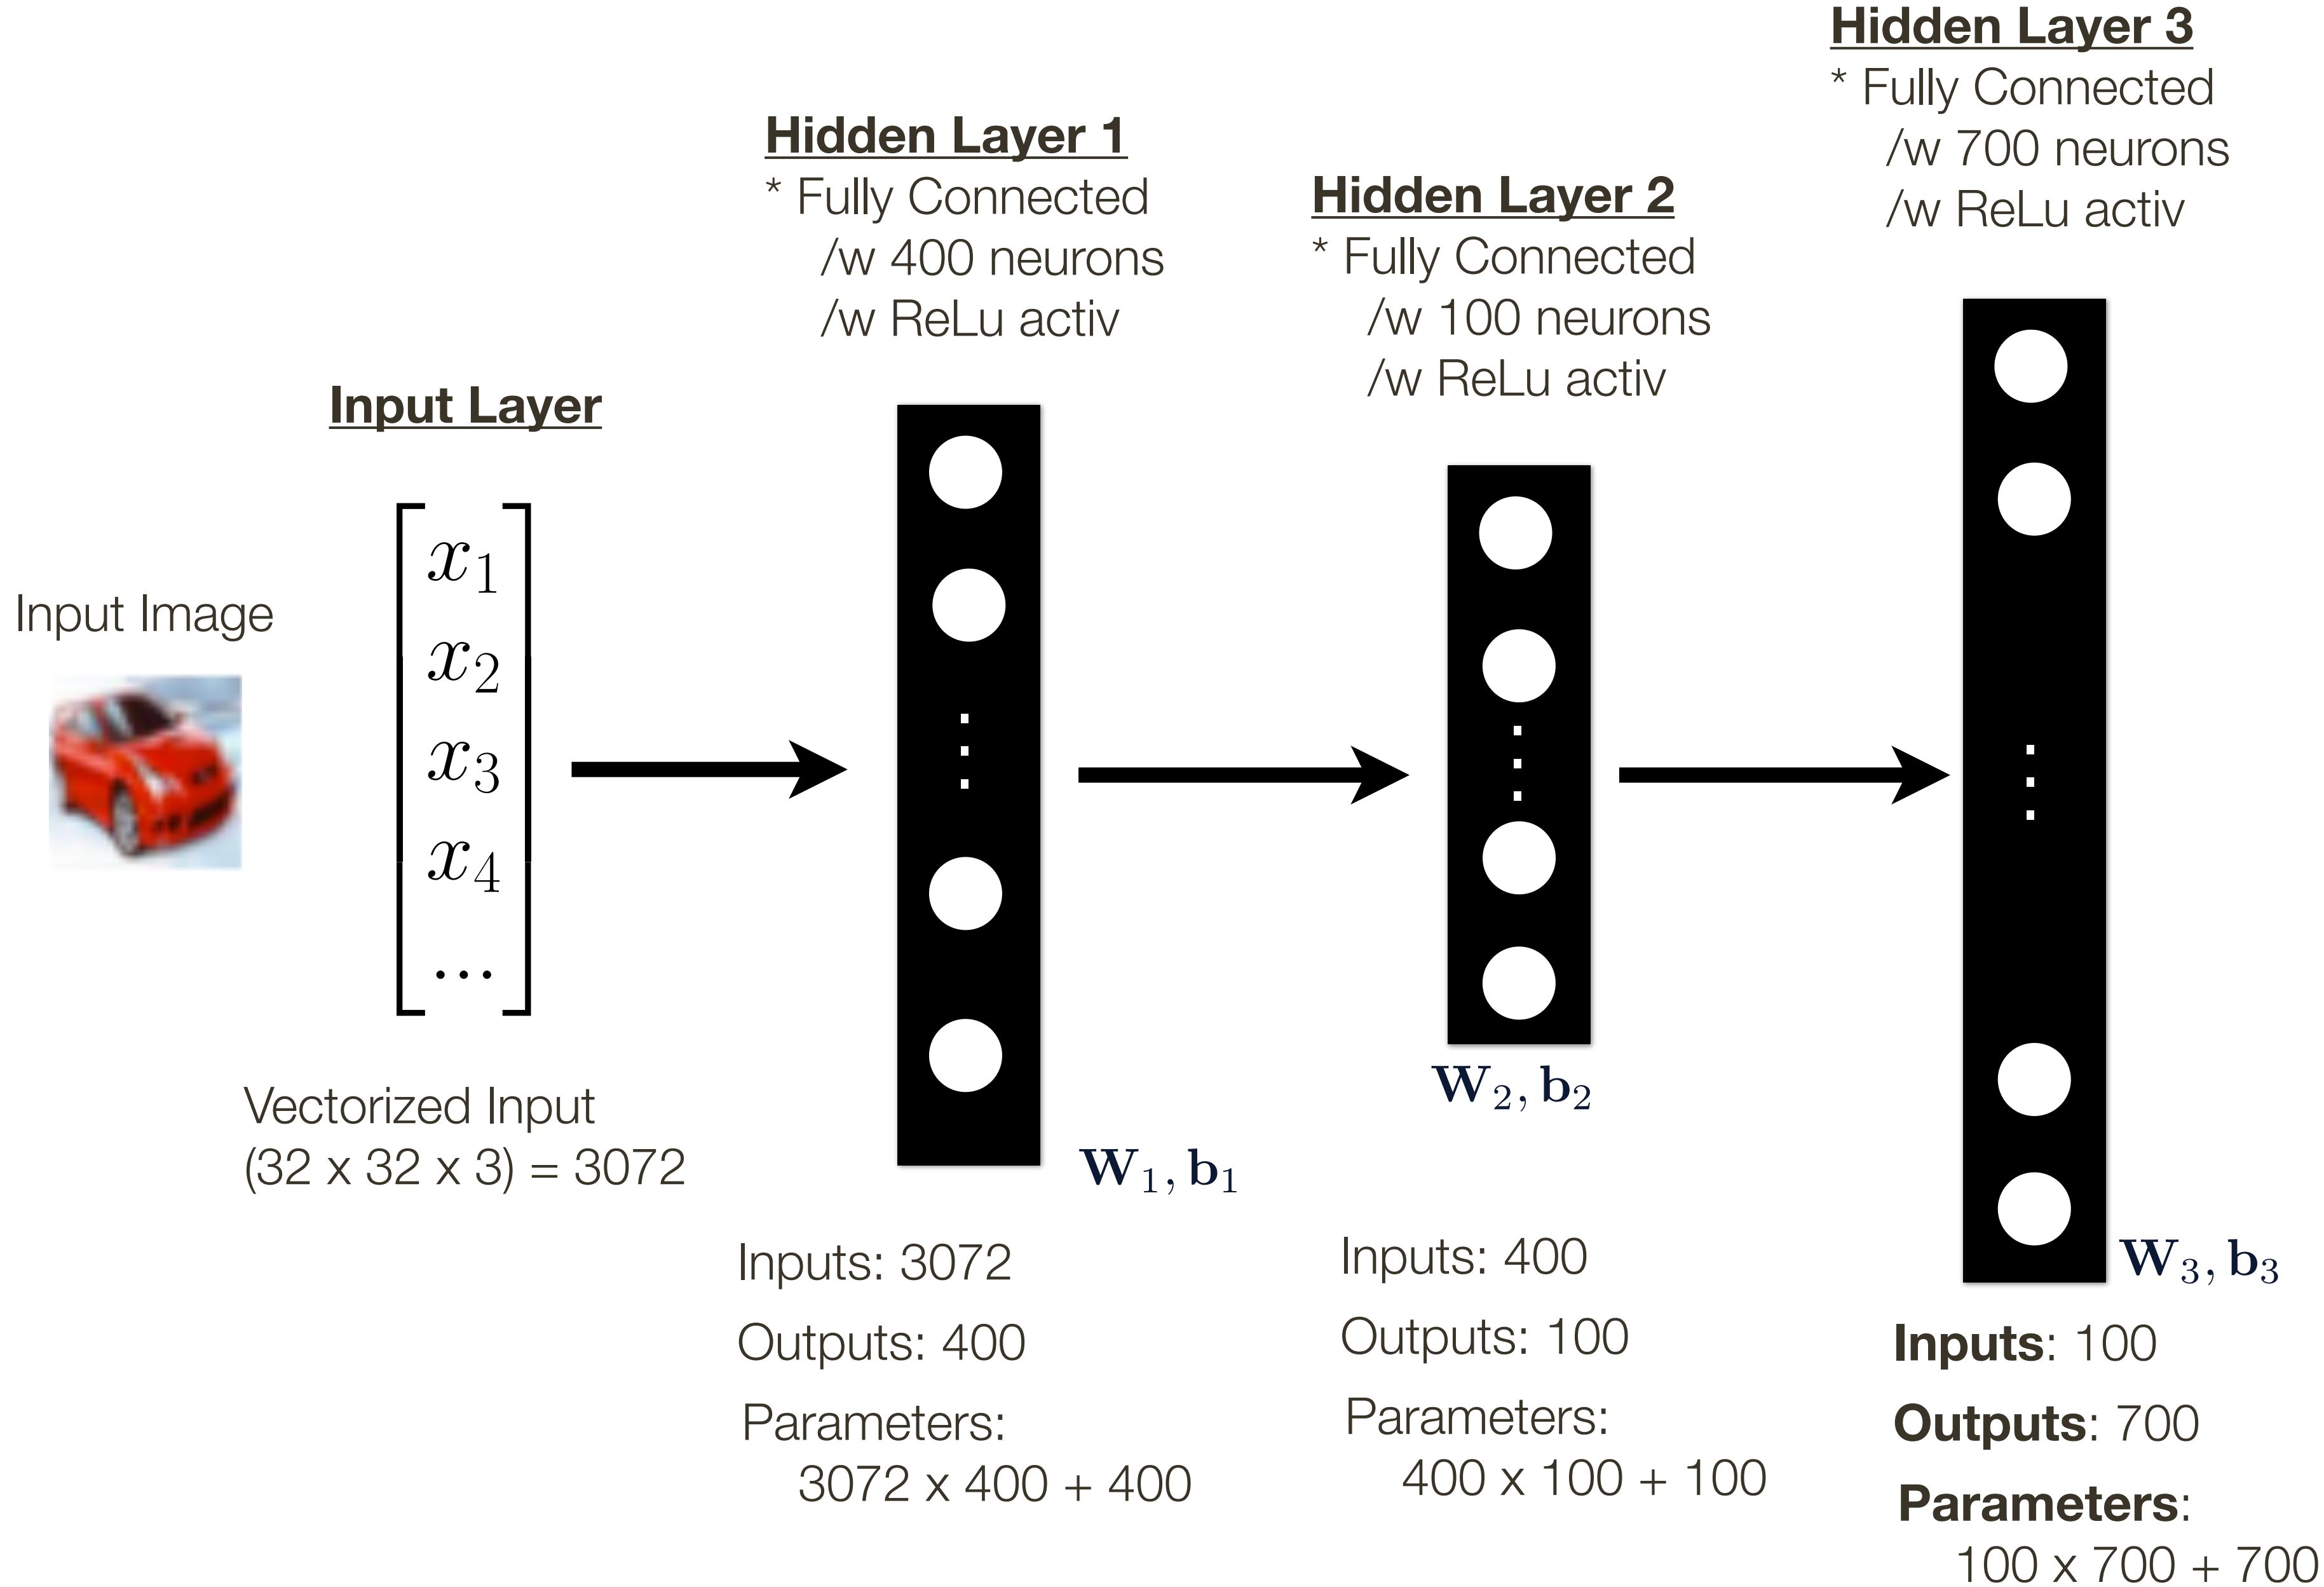 Input Image
Input Layer
x1
x2
x3
x4
...
Vectorized Input
(32 x 32 x 3) = 3072
Hidden Layer 1
* Fully Connected
/w 400 neurons
/w ReLu activ
W1, b1
Inputs: 3072
Outputs: 400
Parameters:
3072 x 400 + 400
Hidden Layer 2
* Fully Connected
/w 100 neurons
/w ReLu activ
W2, b2
Inputs: 400
Outputs: 100
Parameters:
400 x 100 + 100
Hidden Layer 3
* Fully Connected
/w 700 neurons
/w ReLu activ
W3, b3
Inputs: 100
Outputs: 700
Parameters:
100 x 700 + 700